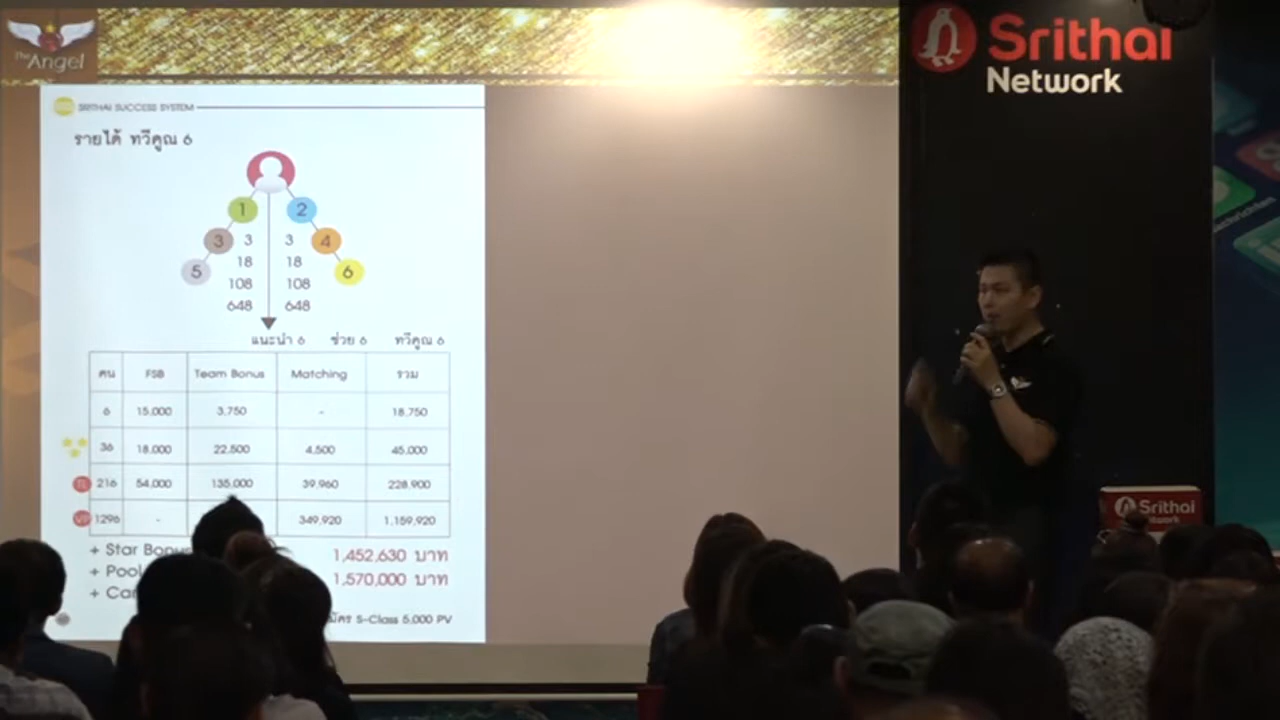 The Angel
Srithai
Network
SRITHAI SUCCESS SYSTEM
รายได้ ทวีคูณ 6
1 2
3 3 3 4
5 18 18 6
108 108
648 648
แนะนำ 6 ช่วย 6 ทวีคูณ 6
คน FSB Team Bonus Matching รวม
6 15,000 3,750 - 18,750
36 18,000 22,500 4,500 45,000
TL 216 54,000 135,000 39,960 228,900
VIP 1296 - 349,920 1,159,920
+ Star Bonus 1,452,630 บาท
+ Pool 1,570,000 บาท
+ Car
S-Class 5,000 PV
Srithai
Network